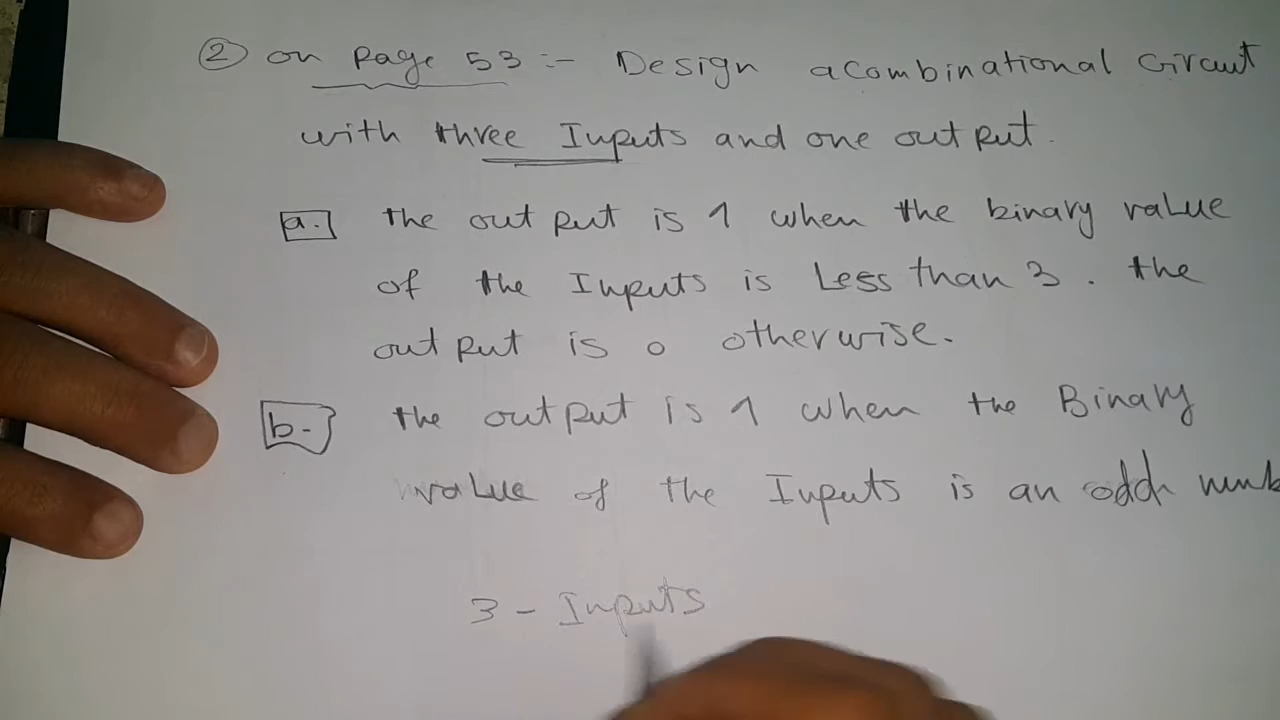 ② on Page 53 :- Design a combinational Circuit
with three Inputs and one output.
a. the output is 1 when the binary value
of the Inputs is Less than 3. the
output is 0 otherwise.
b. the output is 1 when the Binary
value of the Inputs is an odd numb
3 - Inputs